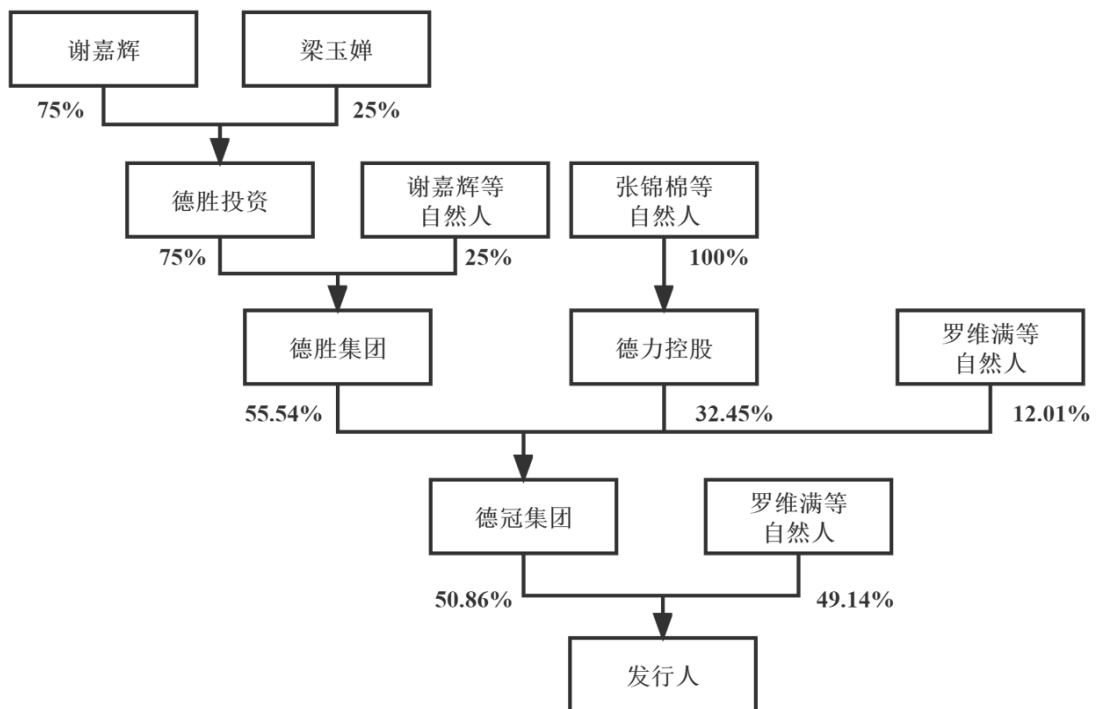 谢嘉辉
梁玉婵
75%
25%
德胜投资
谢嘉辉等
自然人
张锦棉等
自然人
75%
25%
100%
德胜集团
德力控股
罗维满等
自然人
55.54%
32.45%
12.01%
德冠集团
罗维满等
自然人
50.86%
49.14%
发行人